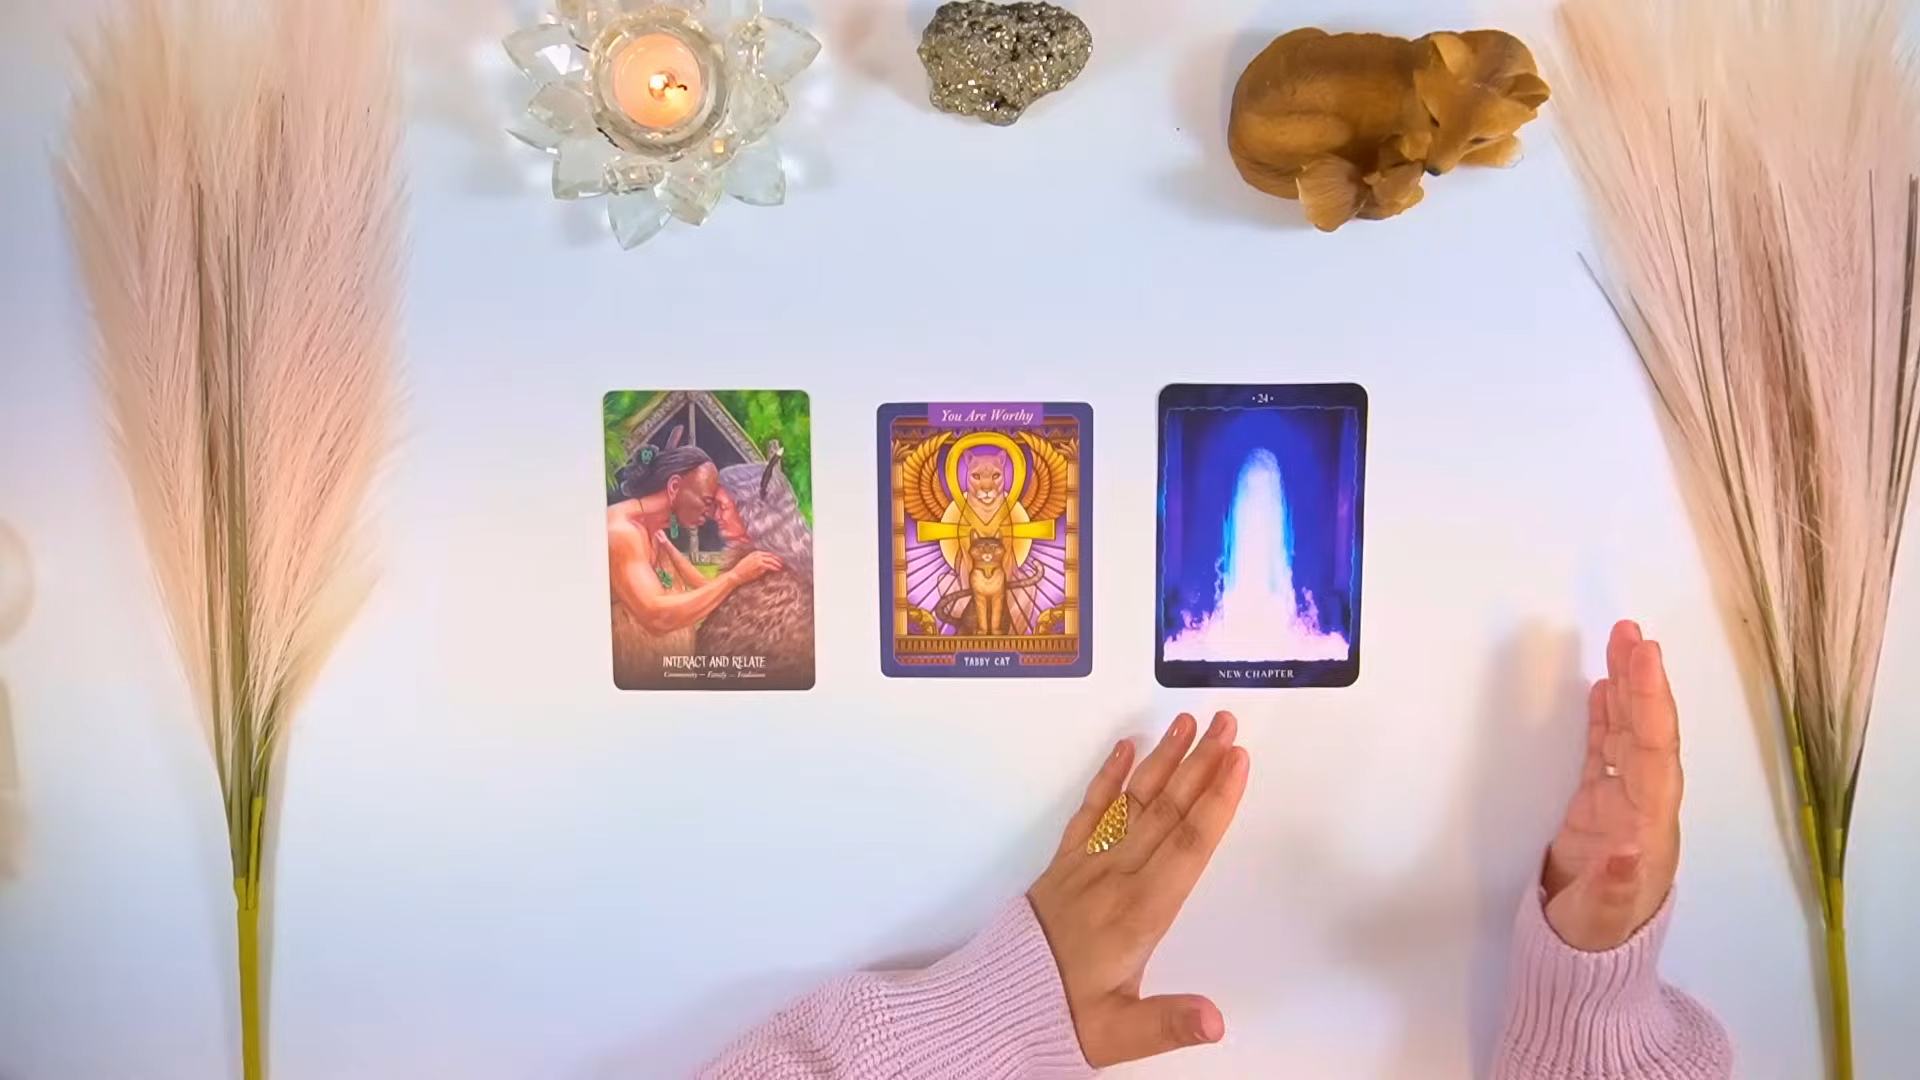 INTERACT AND RELATE
Community — Family — Traditions
You Are Worthy
TABBY CAT
• 24 •
NEW CHAPTER